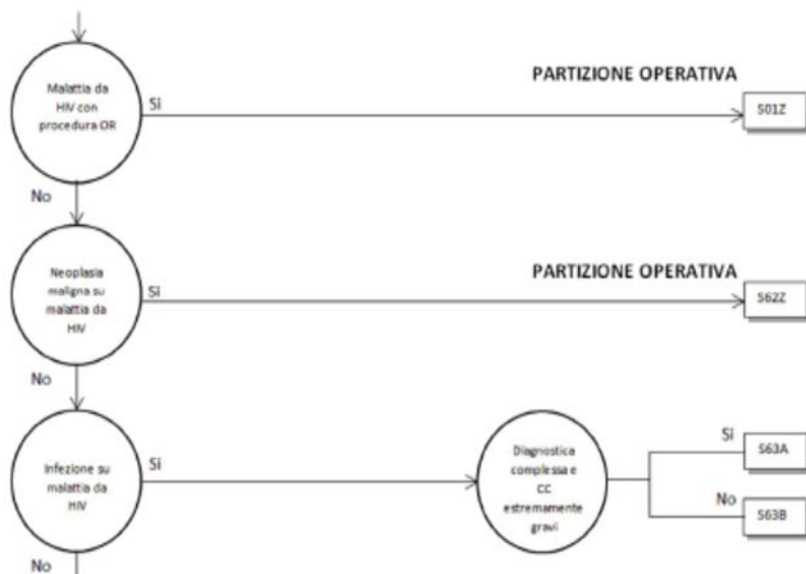 Malattia da
HIV con
procedura OR
Si
PARTIZIONE OPERATIVA
S01Z
No
Neoplasia
maligna su
malattia da
HIV
Si
PARTIZIONE OPERATIVA
S62Z
No
Infezione su
malattia da
HIV
Si
Diagnostica
complessa e
CC
estremamente
gravi
Si
S63A
No
S63B
No